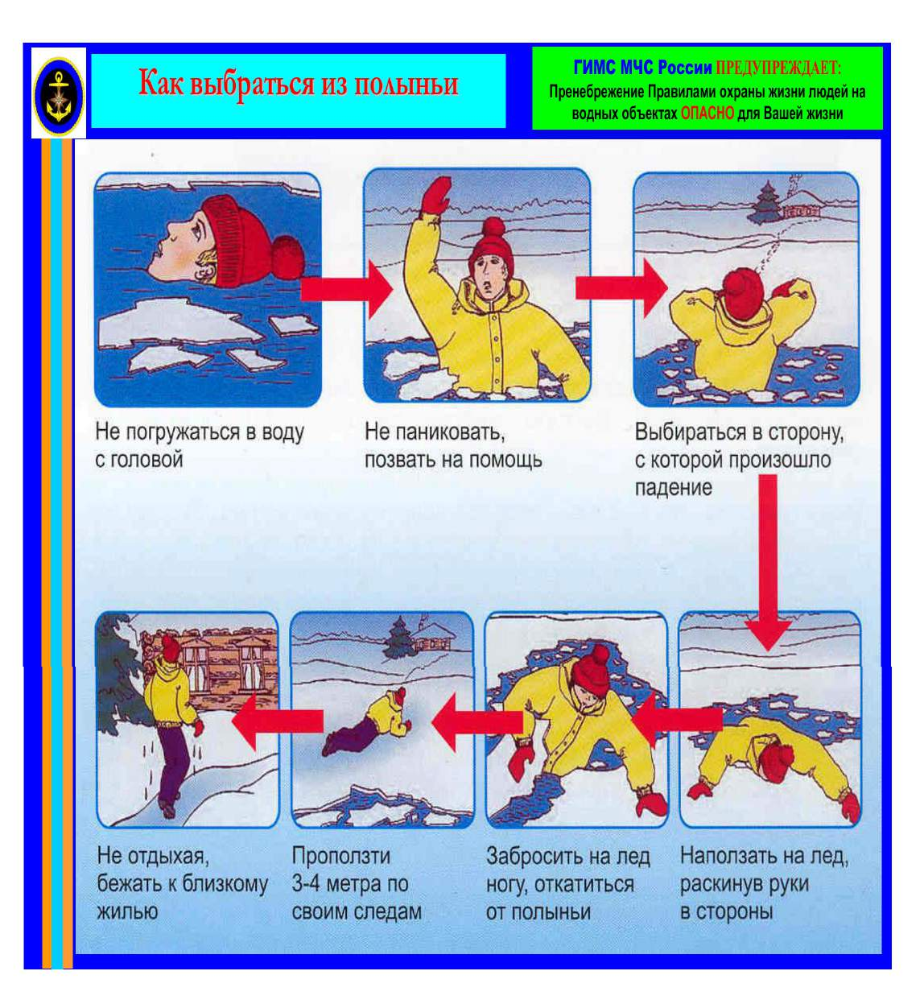 Как выбраться из полыньи
ГИМС МЧС России ПРЕДУПРЕЖДАЕТ:
Пренебрежение Правилами охраны жизни людей на
водных объектах ОПАСНО для Вашей жизни
Не погружаться в воду
с головой
Не паниковать,
позвать на помощь
Выбираться в сторону,
с которой произошло
падение
Наползать на лед,
раскинув руки
в стороны
Забросить на лед
ногу, откатиться
от полыньи
Проползти
3-4 метра по
своим следам
Не отдыхая,
бежать к близкому
жилью